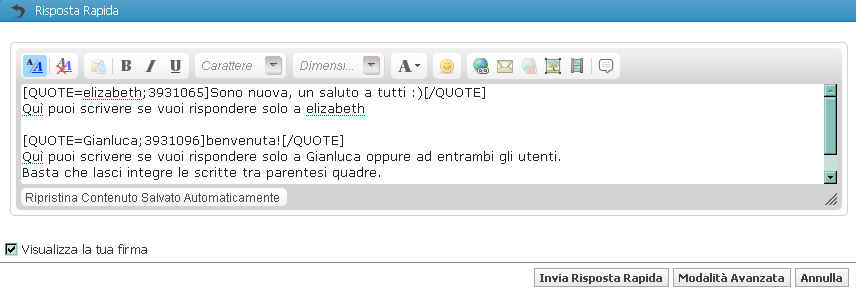 Risposta Rapida
B I U Carattere Dimensi... A
[QUOTE=elizabeth;3931065]Sono nuova, un saluto a tutti :)[/QUOTE]
Quì puoi scrivere se vuoi rispondere solo a elizabeth
[QUOTE=Gianluca;3931096]benvenuta![/QUOTE]
Quì puoi scrivere se vuoi rispondere solo a Gianluca oppure ad entrambi gli utenti.
Basta che lasci integre le scritte tra parentesi quadre.
Ripristina Contenuto Salvato Automaticamente
Visualizza la tua firma
Invia Risposta Rapida Modalità Avanzata Annulla